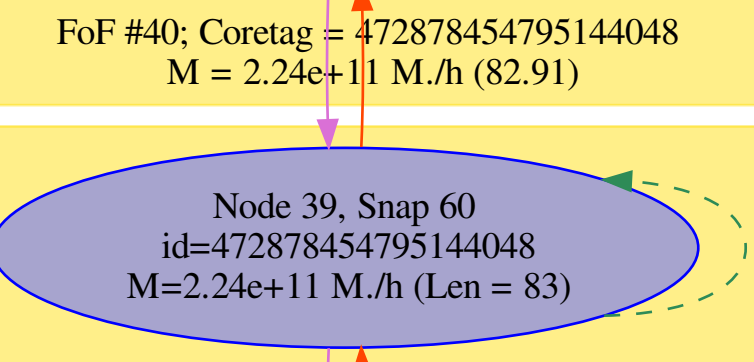 FoF #40; Coretag = 472878454795144048
M = 2.24e+11 M./h (82.91)
Node 39, Snap 60
id=472878454795144048
M=2.24e+11 M./h (Len = 83)